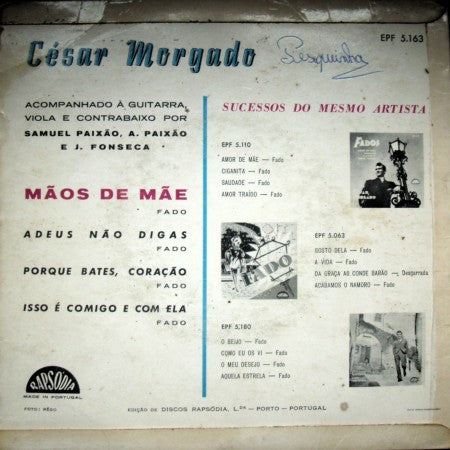 EPF 5.163
César Morgado
Pesquinha
ACOMPANHADO À GUITARRA,
VIOLA E CONTRABAIXO POR
SAMUEL PAIXÃO, A. PAIXÃO
E J. FONSECA
MÃOS DE MÃE
FADO
ADEUS NÃO DIGAS
FADO
PORQUE BATES, CORAÇÃO
FADO
ISSO É COMIGO E COM ELA
FADO
RAPSÓDIA
MADE IN PORTUGAL
SUCESSOS DO MESMO ARTISTA
EPF 5.110
AMOR DE MÃE — Fado
CIGANITA — Fado
SAUDADE — Fado
AMOR TRAÍDO — Fado
FADOS
FADO
EPF 5.063
GOSTO DELA — Fado
A VIDA — Fado
DA GRAÇA AO CONDE BARÃO — Desgarrada
ACABÁMOS O NAMORO — Fado
EPF 5.180
O BEIJO — Fado
COMO EU OS VI — Fado
O MEU DESEJO — Fado
AQUELA ESTRELA — Fado
FOTO: MÉDO
EDIÇÃO DE DISCOS RAPSÓDIA, L.DA — PORTO — PORTUGAL